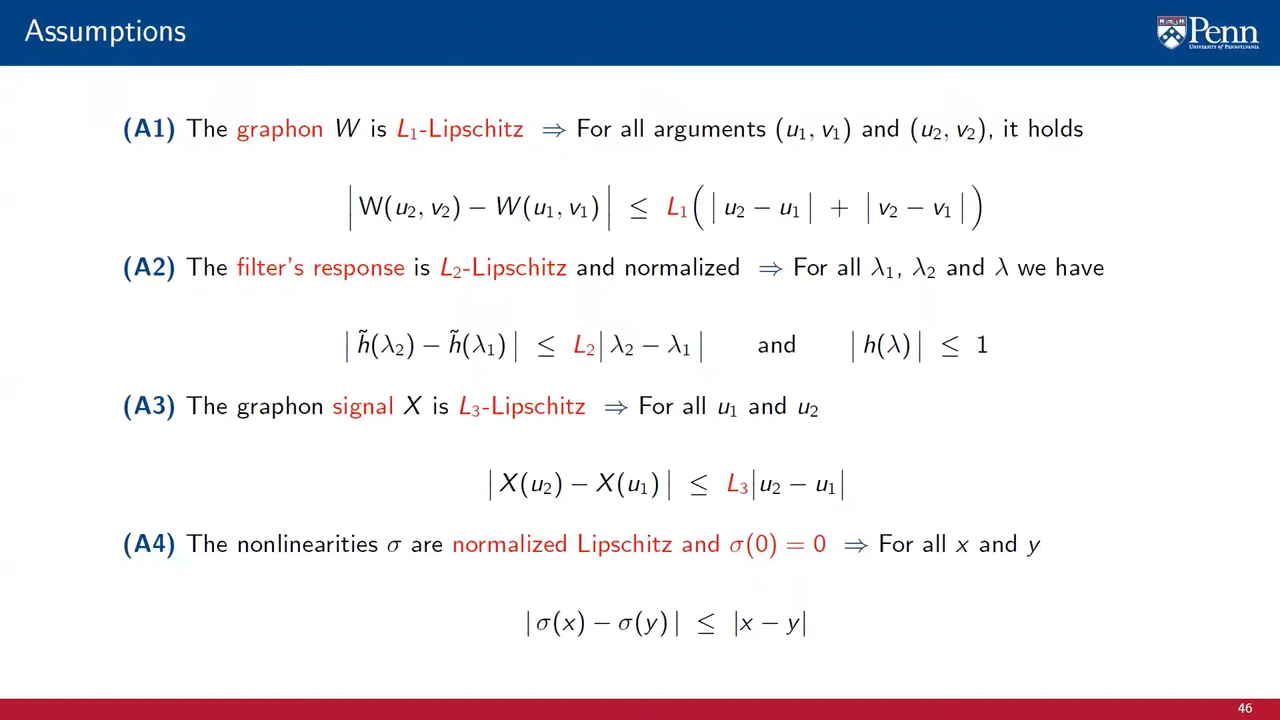 Assumptions
Penn
UNIVERSITY OF PENNSYLVANIA
(A1) The graphon W is L₁-Lipschitz ⇒ For all arguments (u₁, v₁) and (u₂, v₂), it holds
| W(u₂, v₂) − W(u₁, v₁) | ≤ L₁( | u₂ − u₁ | + | v₂ − v₁ | )
(A2) The filter's response is L₂-Lipschitz and normalized ⇒ For all λ₁, λ₂ and λ we have
| h̃(λ₂) − h̃(λ₁) | ≤ L₂ | λ₂ − λ₁ | and | h(λ) | ≤ 1
(A3) The graphon signal X is L₃-Lipschitz ⇒ For all u₁ and u₂
| X(u₂) − X(u₁) | ≤ L₃ | u₂ − u₁ |
(A4) The nonlinearities σ are normalized Lipschitz and σ(0) = 0 ⇒ For all x and y
| σ(x) − σ(y) | ≤ |x − y|
46